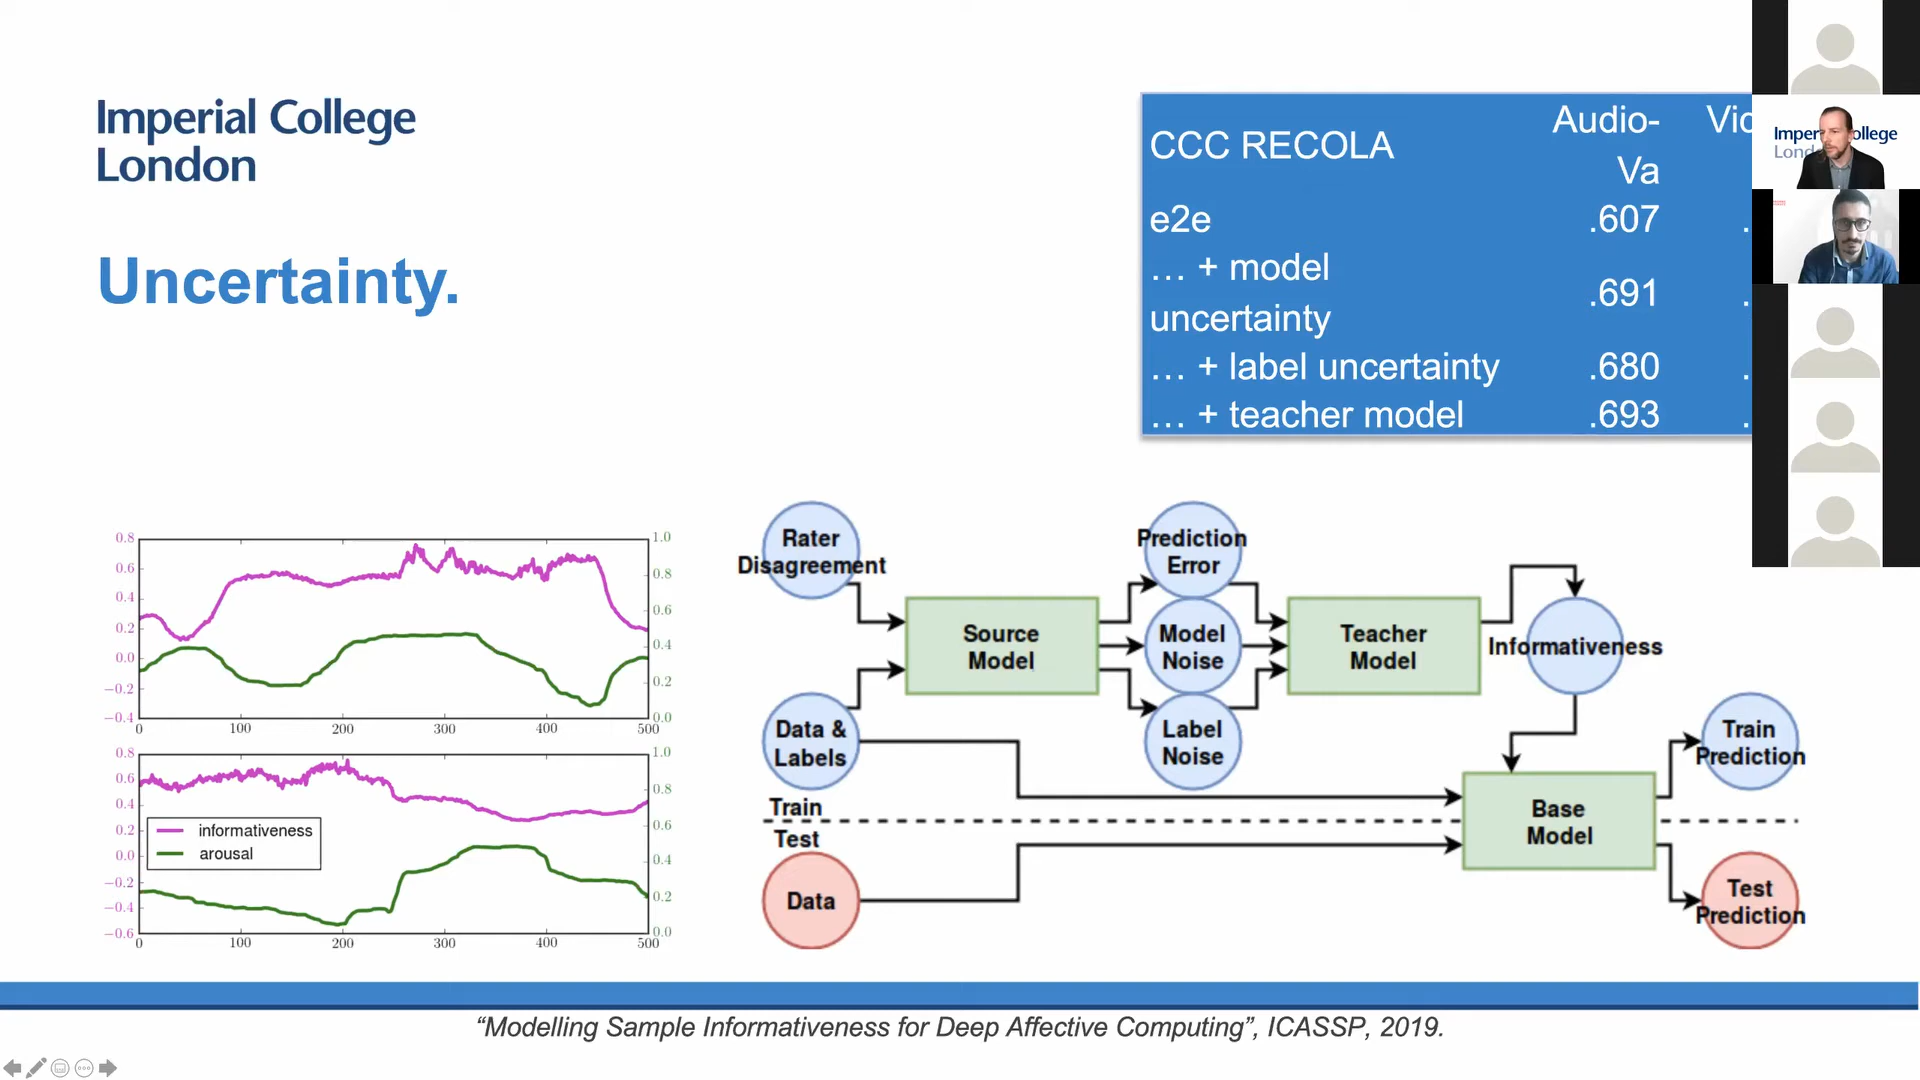 Imperial College
London
Uncertainty.
CCC RECOLA
Audio-
Va
e2e
.607
… + model
uncertainty
.691
… + label uncertainty
.680
… + teacher model
.693
0.8
0.6
0.4
0.2
0.0
−0.2
−0.4
1.0
0.8
0.6
0.4
0.2
0.0
0
100
200
300
400
500
0.8
0.6
0.4
0.2
0.0
−0.2
−0.4
−0.6
1.0
0.8
0.6
0.4
0.2
0.0
informativeness
arousal
0
100
200
300
400
500
Rater
Disagreement
Data &
Labels
Source
Model
Prediction
Error
Model
Noise
Label
Noise
Teacher
Model
Informativeness
Train
Test
Data
Base
Model
Train
Prediction
Test
Prediction
“Modelling Sample Informativeness for Deep Affective Computing”, ICASSP, 2019.